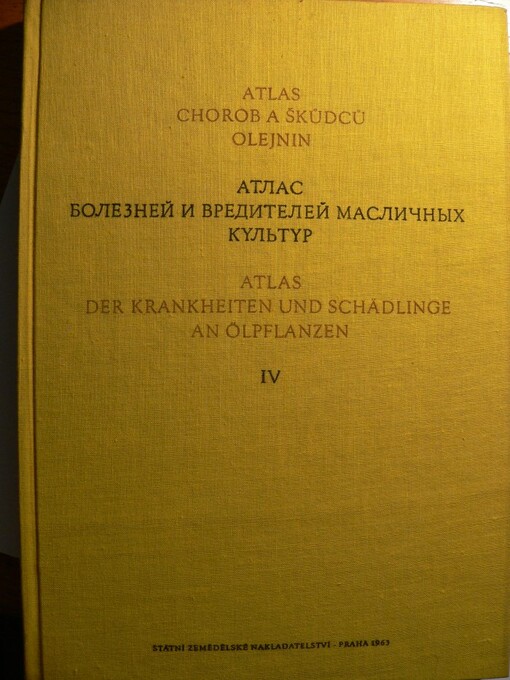 ATLAS
CHOROB A ŠKŮDCŮ
OLEJNIN
АТЛАС
БОЛЕЗНЕЙ И ВРЕДИТЕЛЕЙ МАСЛИЧНЫХ
КУЛЬТУР
ATLAS
DER KRANKHEITEN UND SCHÄDLINGE
AN ÖLPFLANZEN
IV
STÁTNÍ ZEMĚDĚLSKÉ NAKLADATELSTVÍ - PRAHA 1963